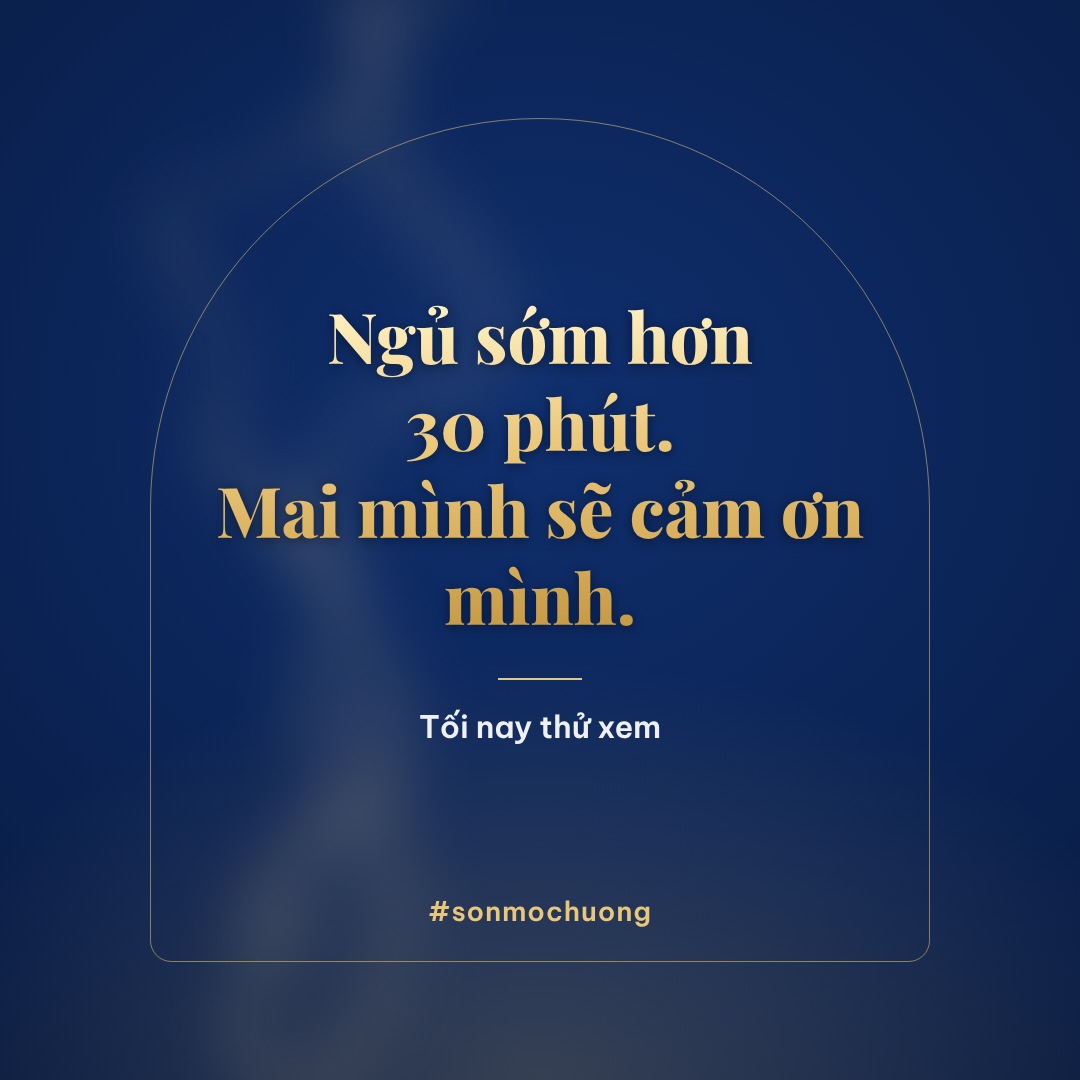 Ngủ sớm hơn
30 phút.
Mai mình sẽ cảm ơn
mình.
Tối nay thử xem
#sonmochuong